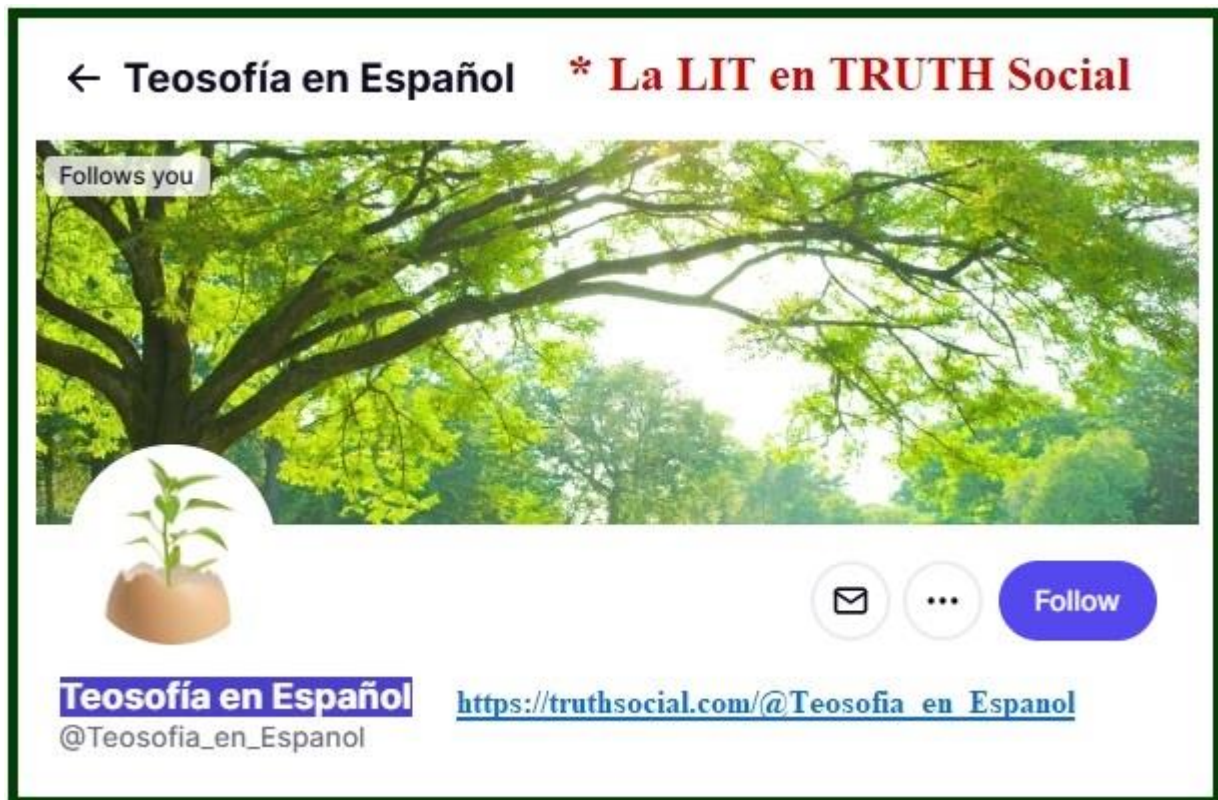 ← Teosofía en Español * La LIT en TRUTH Social
Follows you
Follow
Teosofía en Español https://truthsocial.com/@Teosofia_en_Espanol
@Teosofia_en_Espanol